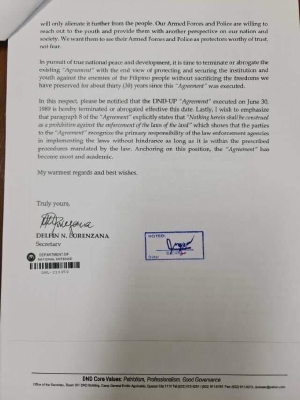 will only alienate it further from the people. Our Armed Forces and Police are willing to
reach out to the youth and provide them with another perspective on our nation and
society. We want them to see their Armed Forces and Police as protectors worthy of trust,
not fear.
In pursuit of true national peace and development, it is time to terminate or abrogate the
existing "Agreement" with the end view of protecting and securing the institution and
youth against the enemies of the Filipino people without sacrificing the freedoms we
have preserved for about thirty (30) years since this "Agreement" was executed.
In this respect, please be notified that the DND-UP "Agreement" executed on June 30,
1989 is hereby terminated or abrogated effective this date. Lastly, I wish to emphasize
that paragraph 8 of the "Agreement" explicitly states that "Nothing herein shall be construed
as a prohibition against the enforcement of the laws of the land" which shows that the parties
to the "Agreement" recognize the primary responsibility of the law enforcement agencies
in implementing the laws without hindrance as long as it is within the prescribed
procedures mandated by the law. Anchoring on this position, the "Agreement" has
become moot and academic.
My warmest regards and best wishes.
Truly yours,
DELFIN N. LORENZANA
Secretary
DEPARTMENT OF
NATIONAL DEFENSE
DND Core Values: Patriotism, Professionalism, Good Governance